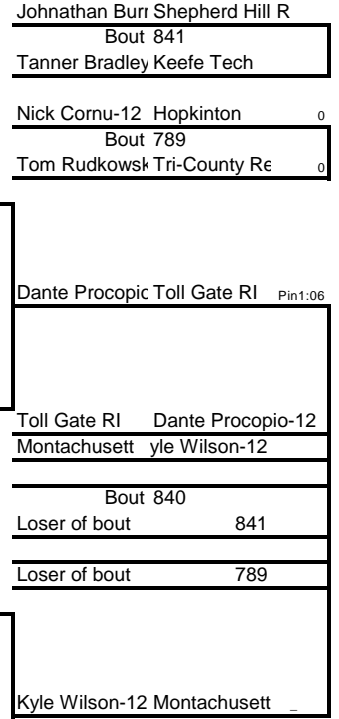 Johnathan Burr Shepherd Hill R
Bout 841
Tanner Bradley Keefe Tech
Nick Cornu-12 Hopkinton 0
Bout 789
Tom Rudkowsk Tri-County Re 0
Dante Procopic Toll Gate RI Pin1:06
Toll Gate RI Dante Procopio-12
Montachusett yle Wilson-12
Bout 840
Loser of bout 841
Loser of bout 789
Kyle Wilson-12 Montachusett _